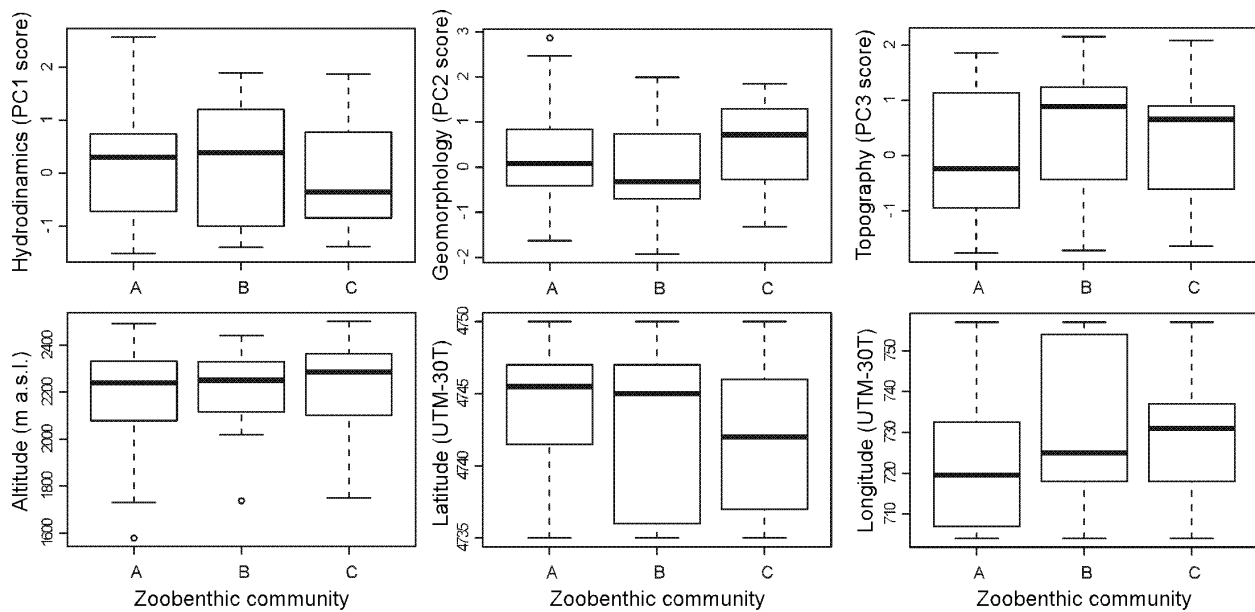 Hydrodinamics (PC1 score)
2
1
0
-1
A
B
C
Geomorphology (PC2 score)
3
2
1
0
-1
-2
A
B
C
Topography (PC3 score)
2
1
0
-1
A
B
C
Altitude (m a.s.l.)
2400
2200
2000
1800
1600
A
B
C
Zoobenthic community
Latitude (UTM-30T)
4750
4745
4740
4735
A
B
C
Zoobenthic community
Longitude (UTM-30T)
750
740
730
720
710
A
B
C
Zoobenthic community